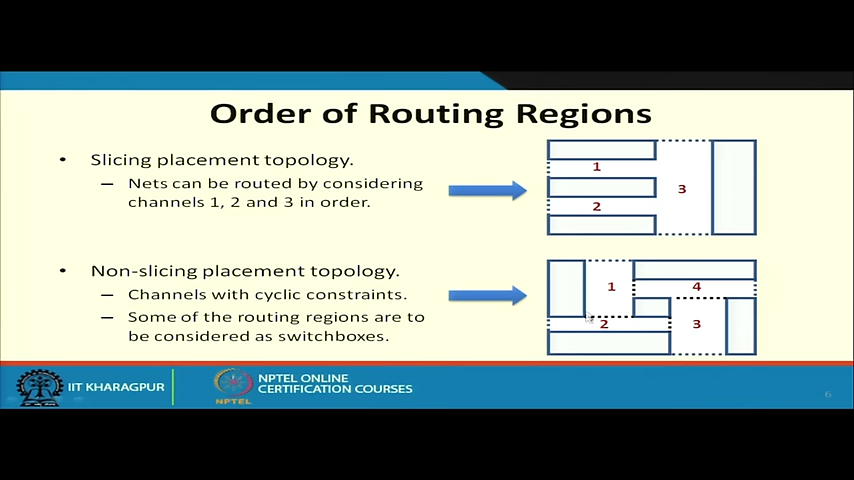 Order of Routing Regions
• Slicing placement topology.
– Nets can be routed by considering
channels 1, 2 and 3 in order.
1
2
3
• Non-slicing placement topology.
– Channels with cyclic constraints.
– Some of the routing regions are to
be considered as switchboxes.
1
4
2
3
IIT KHARAGPUR
NPTEL
NPTEL ONLINE
CERTIFICATION COURSES
6